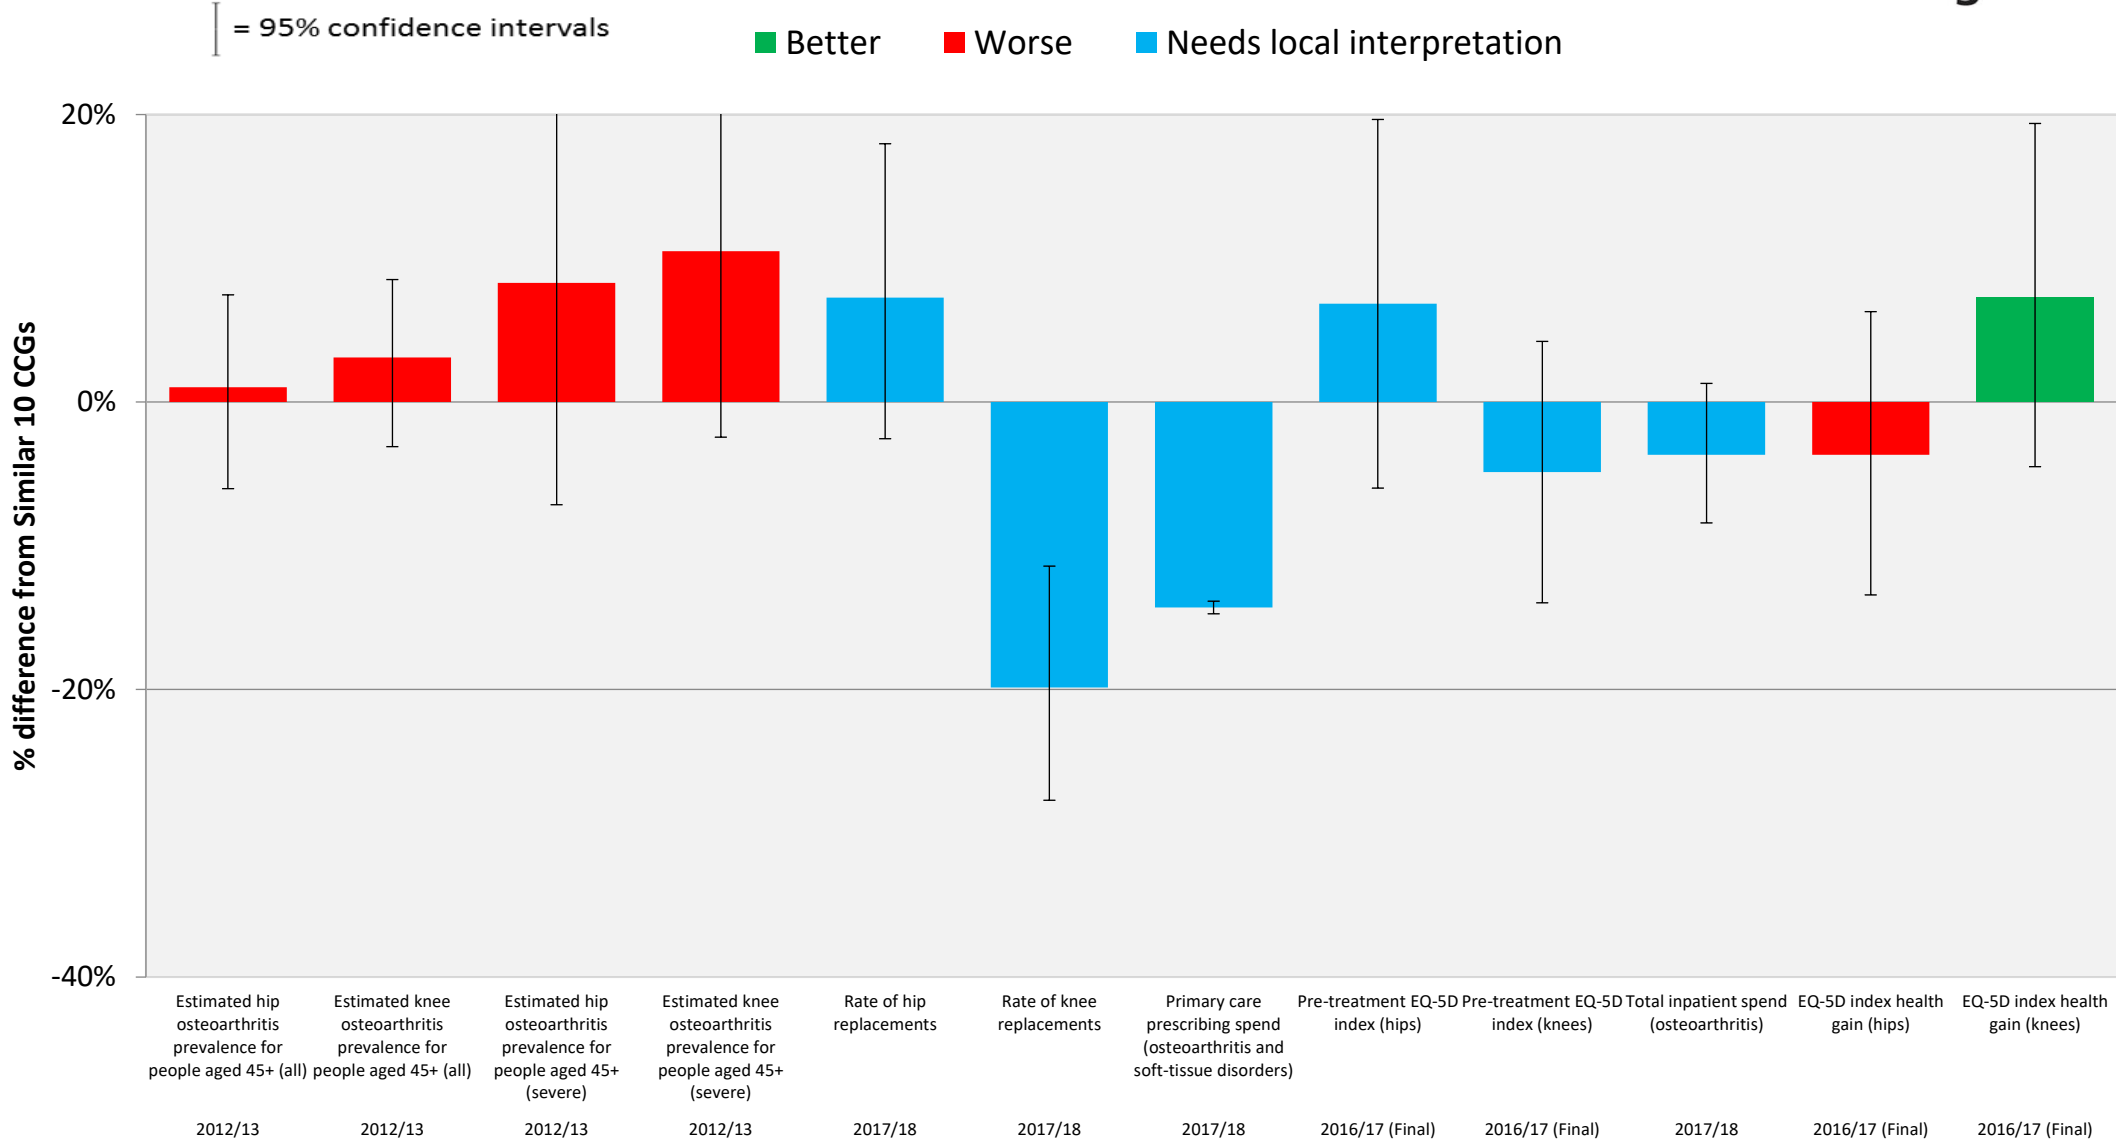 = 95% confidence intervals
Better Worse Needs local interpretation
% difference from Similar 10 CCGs
20%
0%
-20%
-40%
Estimated hip
osteoarthritis
prevalence for
people aged 45+ (all)
2012/13
Estimated knee
osteoarthritis
prevalence for
people aged 45+ (all)
2012/13
Estimated hip
osteoarthritis
prevalence for
people aged 45+
(severe)
2012/13
Estimated knee
osteoarthritis
prevalence for
people aged 45+
(severe)
2012/13
Rate of hip
replacements
2017/18
Rate of knee
replacements
2017/18
Primary care
prescribing spend
(osteoarthritis and
soft-tissue disorders)
2017/18
Pre-treatment EQ-5D
index (hips)
2016/17 (Final)
Pre-treatment EQ-5D
index (knees)
2016/17 (Final)
Total inpatient spend
(osteoarthritis)
2017/18
EQ-5D index health
gain (hips)
2016/17 (Final)
EQ-5D index health
gain (knees)
2016/17 (Final)